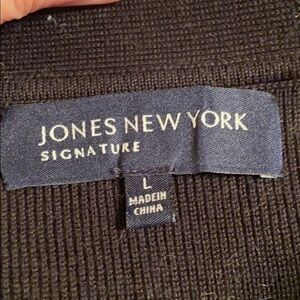 JONES NEW YORK
SIGNATURE
L
MADE IN
CHINA